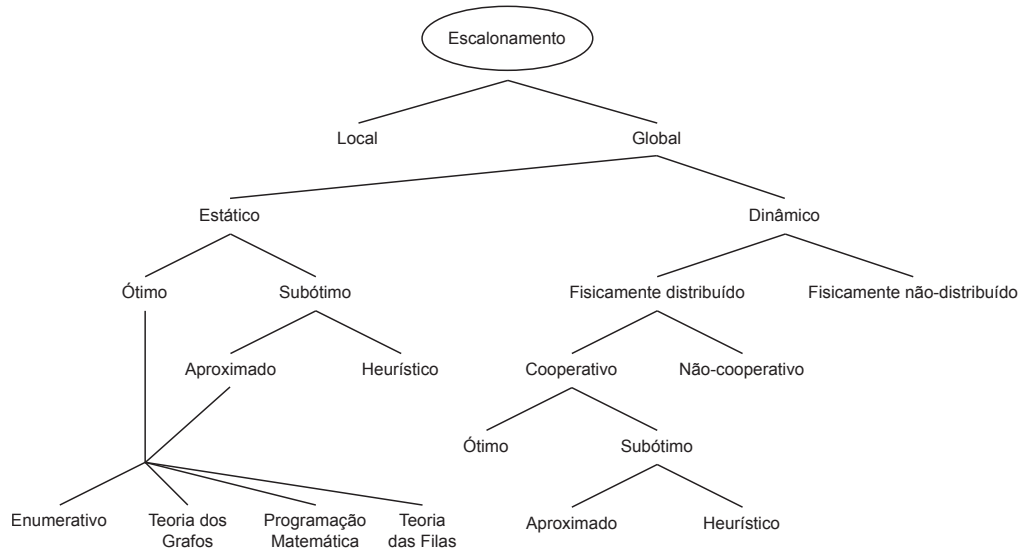 Escalonamento
Local
Global
Estático
Dinâmico
Ótimo
Subótimo
Fisicamente distribuído
Fisicamente não-distribuído
Aproximado
Heurístico
Cooperativo
Não-cooperativo
Ótimo
Subótimo
Enumerativo
Teoria dos
Grafos
Programação
Matemática
Teoria
das Filas
Aproximado
Heurístico